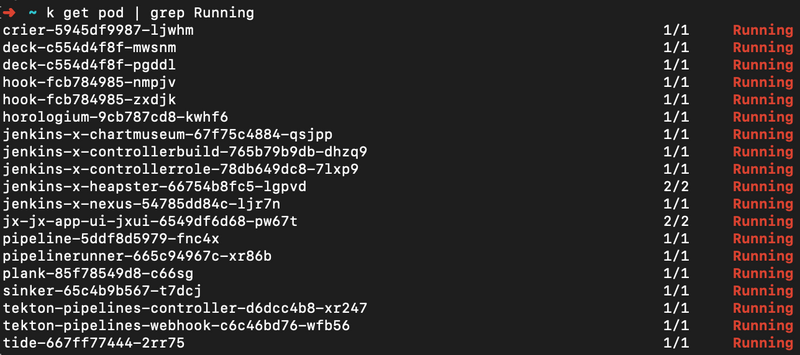 ➜ ~ k get pod | grep Running
crier-5945df9987-ljwhm 1/1 Running
deck-c554d4f8f-mwsnm 1/1 Running
deck-c554d4f8f-pgddl 1/1 Running
hook-fcb784985-nmpjv 1/1 Running
hook-fcb784985-zxdjk 1/1 Running
horologium-9cb787cd8-kwhf6 1/1 Running
jenkins-x-chartmuseum-67f75c4884-qsjpp 1/1 Running
jenkins-x-controllerbuild-765b79b9db-dhzq9 1/1 Running
jenkins-x-controllerrole-78db649dc8-7lxp9 1/1 Running
jenkins-x-heapster-66754b8fc5-lgpvd 2/2 Running
jenkins-x-nexus-54785dd84c-ljr7n 1/1 Running
jx-jx-app-ui-jxui-6549df6d68-pw67t 2/2 Running
pipeline-5ddf8d5979-fnc4x 1/1 Running
pipelinerunner-665c94967c-xr86b 1/1 Running
plank-85f78549d8-c66sg 1/1 Running
sinker-65c4b9b567-t7dcj 1/1 Running
tekton-pipelines-controller-d6dcc4b8-xr247 1/1 Running
tekton-pipelines-webhook-c6c46bd76-wfb56 1/1 Running
tide-667ff77444-2rr75 1/1 Running